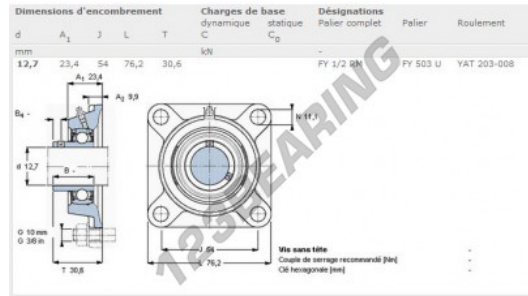 Dimensions d'encombrement Charges de base Désignations
dynamique statique Palier complet Palier Roulement
d A1 J L T C C0
mm kN -
12,7 23,4 54 76,2 30,6 FY 1/2 RM FY 503 U YAT 203-008
A1 23,4
A2 9,9
B4 -
N 11,1
d 12,7
B -
G 10 mm
G 3/8 in
J 54
L 76,2
T 30,6
Vis sans tête -
Couple de serrage recommandé [Nm] -
Clé hexagonale [mm] -
123BEARING